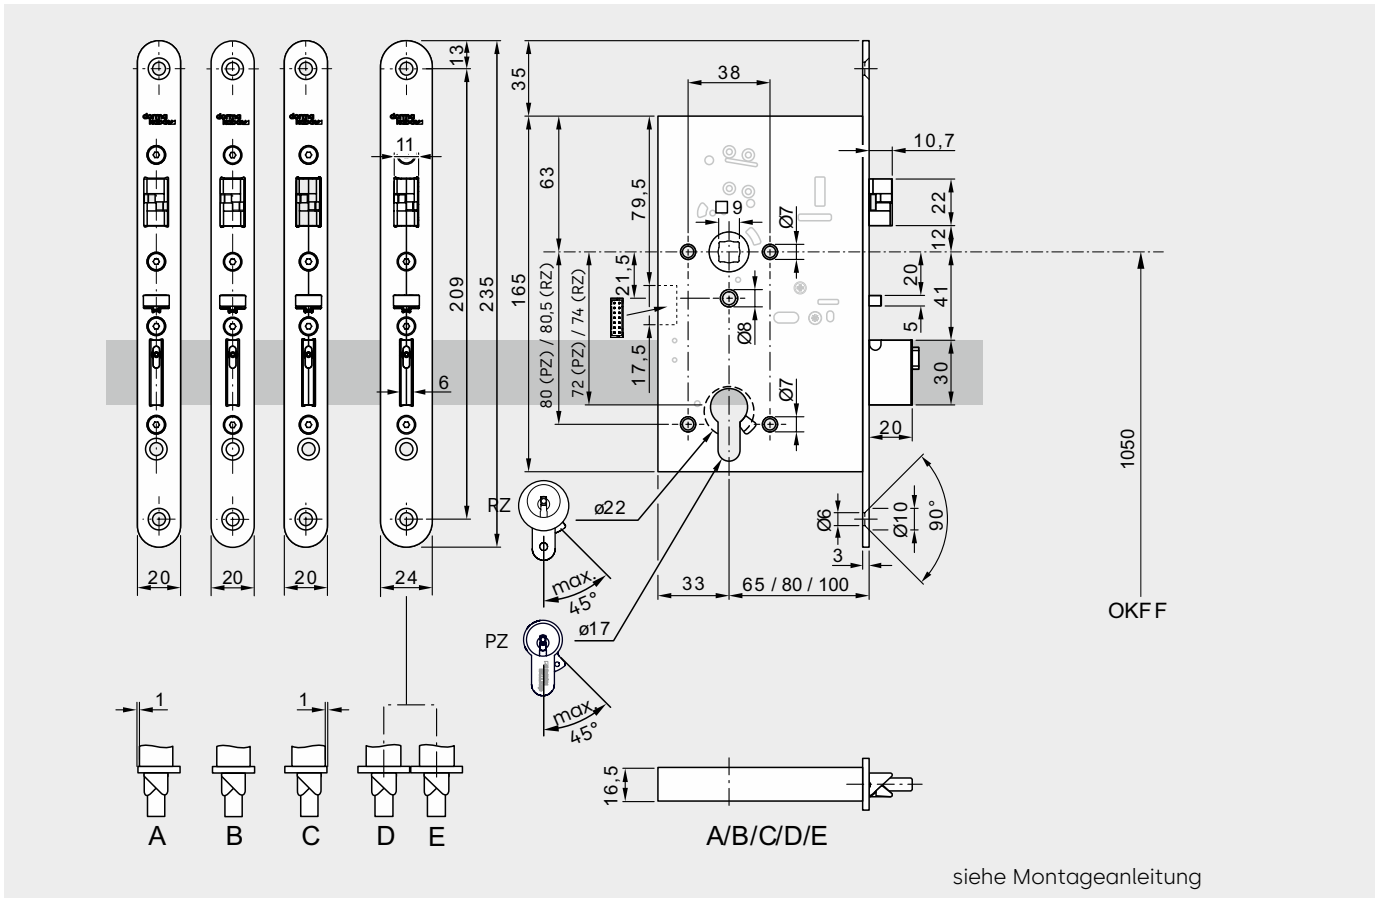 13
35
38
11
10,7
63
79,5
22
□ 9
Ø7
12
209
235
165
80 (PZ) / 80,5 (RZ)
72 (PZ) / 74 (RZ)
21,5
20
41
Ø8
5
17,5
6
30
Ø7
20
1050
RZ
ø22
Ø6
Ø10
90°
3
20
20
20
24
max.
45°
33
65 / 80 / 100
OKFF
ø17
PZ
max.
45°
1
1
16,5
A
B
C
D
E
A/B/C/D/E
siehe Montageanleitung